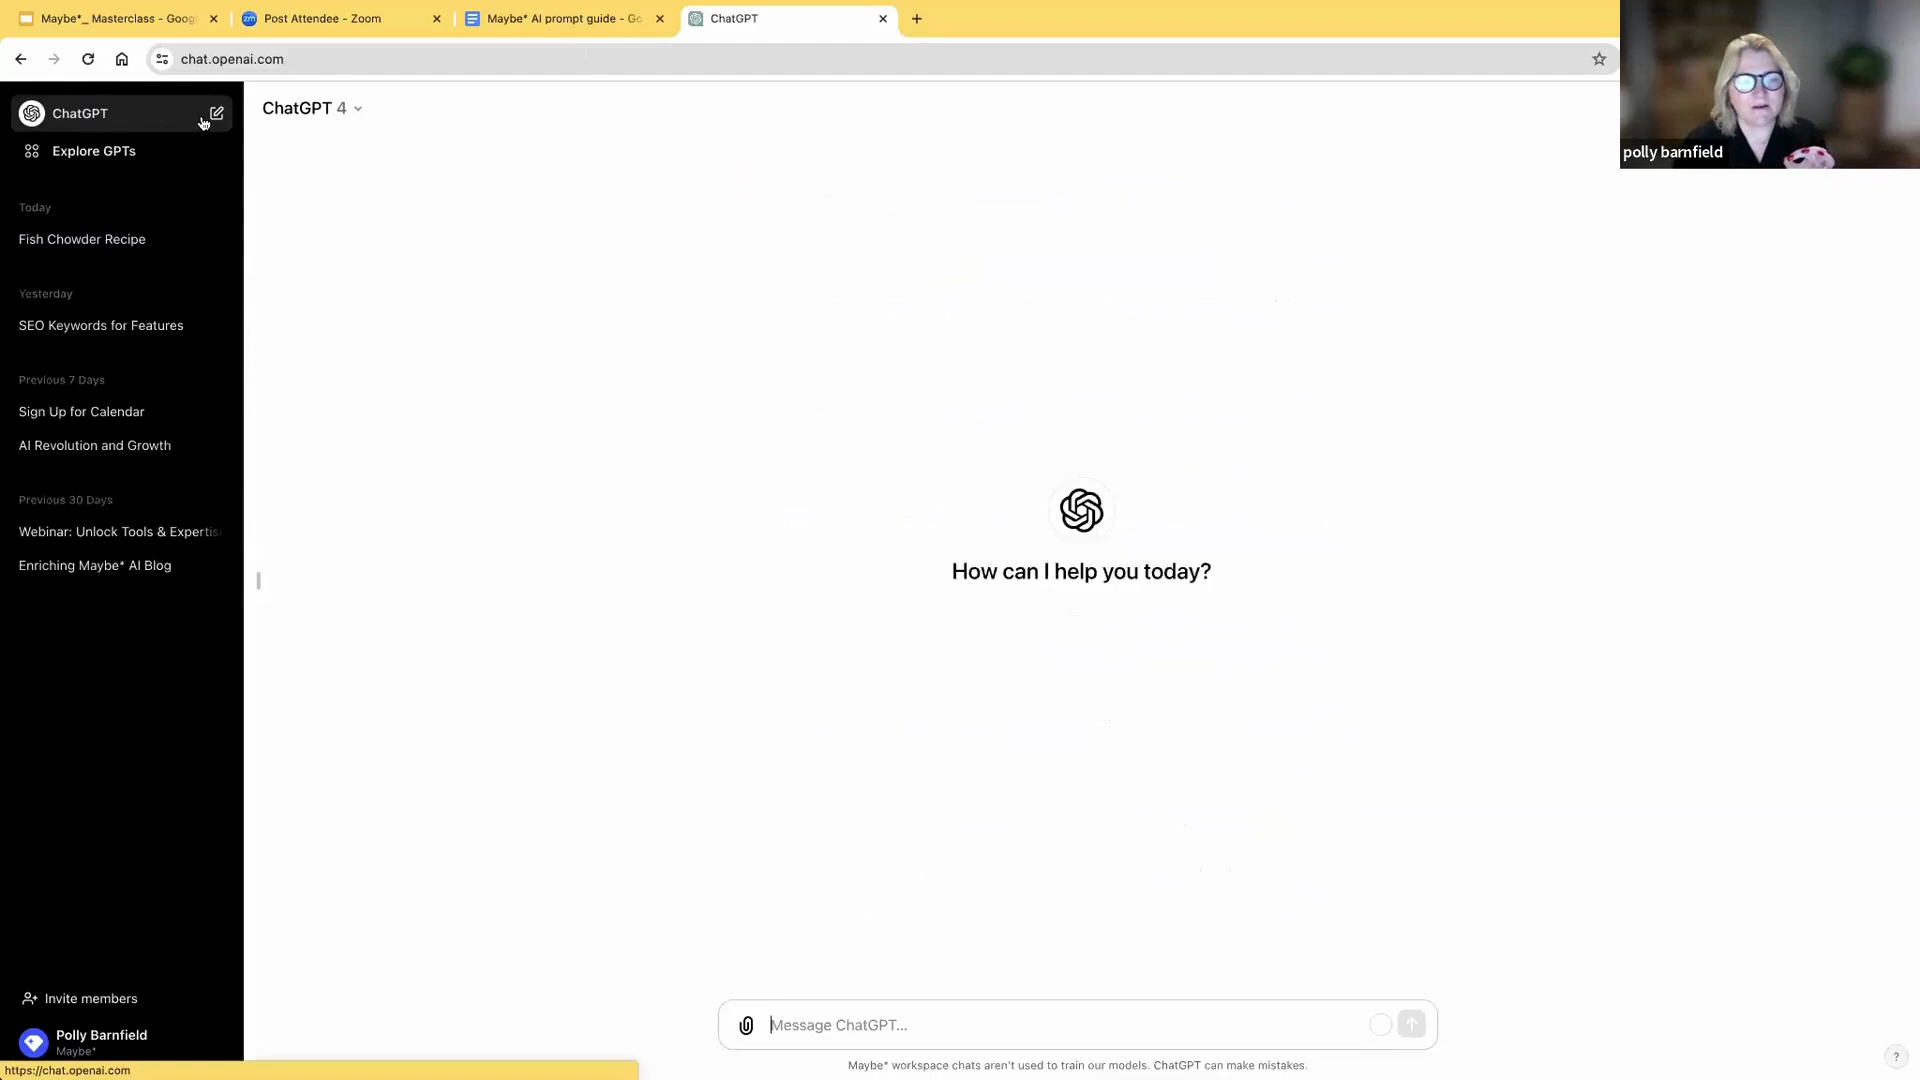 Maybe*_ Masterclass - Goog
Post Attendee - Zoom
Maybe* AI prompt guide - Go
ChatGPT
chat.openai.com
polly barnfield
ChatGPT
ChatGPT 4
Explore GPTs
Today
Fish Chowder Recipe
Yesterday
SEO Keywords for Features
Previous 7 Days
Sign Up for Calendar
AI Revolution and Growth
Previous 30 Days
Webinar: Unlock Tools & Expertis
Enriching Maybe* AI Blog
How can I help you today?
Invite members
Polly Barnfield
Maybe*
Message ChatGPT...
Maybe* workspace chats aren't used to train our models. ChatGPT can make mistakes.
?
https://chat.openai.com